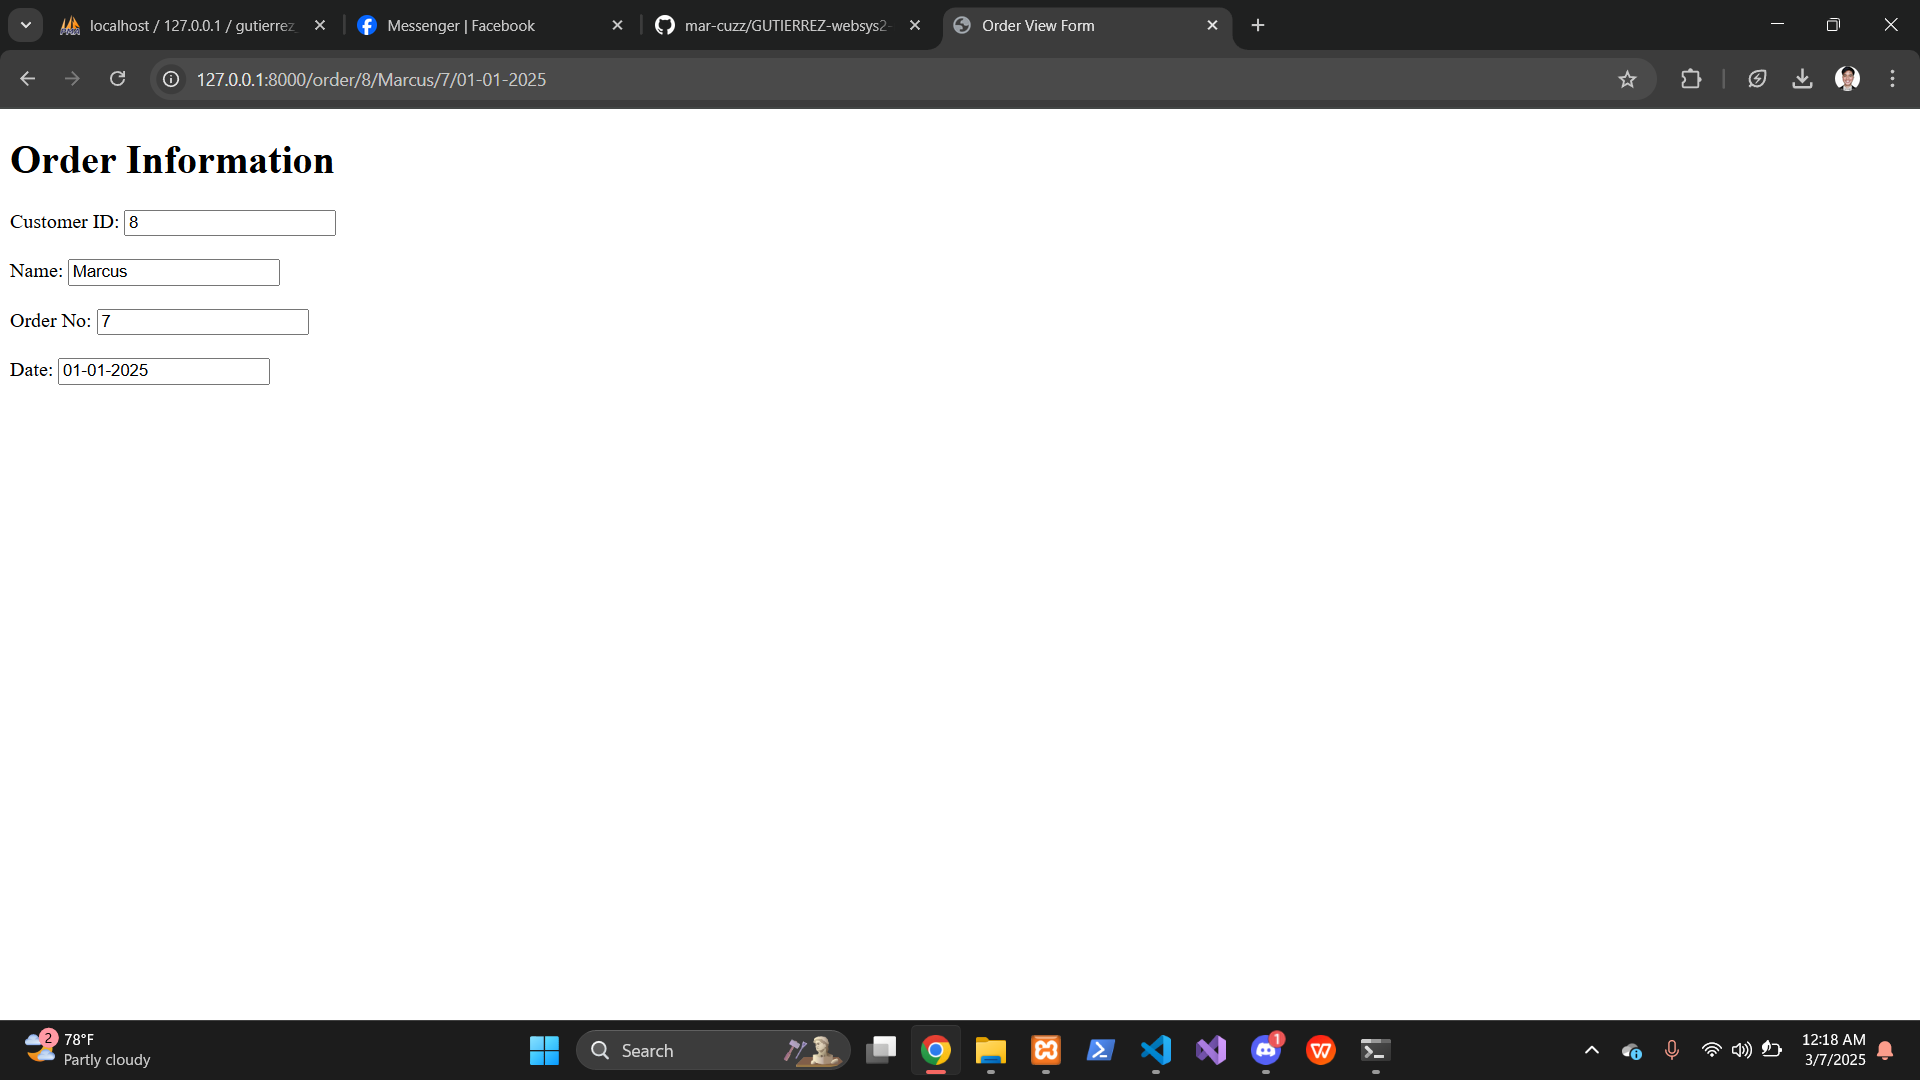 localhost / 127.0.0.1 / gutierrez_
Messenger | Facebook
mar-cuzz/GUTIERREZ-websys2-
Order View Form
127.0.0.1:8000/order/8/Marcus/7/01-01-2025
Order Information
Customer ID: 8
Name: Marcus
Order No: 7
Date: 01-01-2025
2
78°F
Partly cloudy
Search
1
W
12:18 AM
3/7/2025